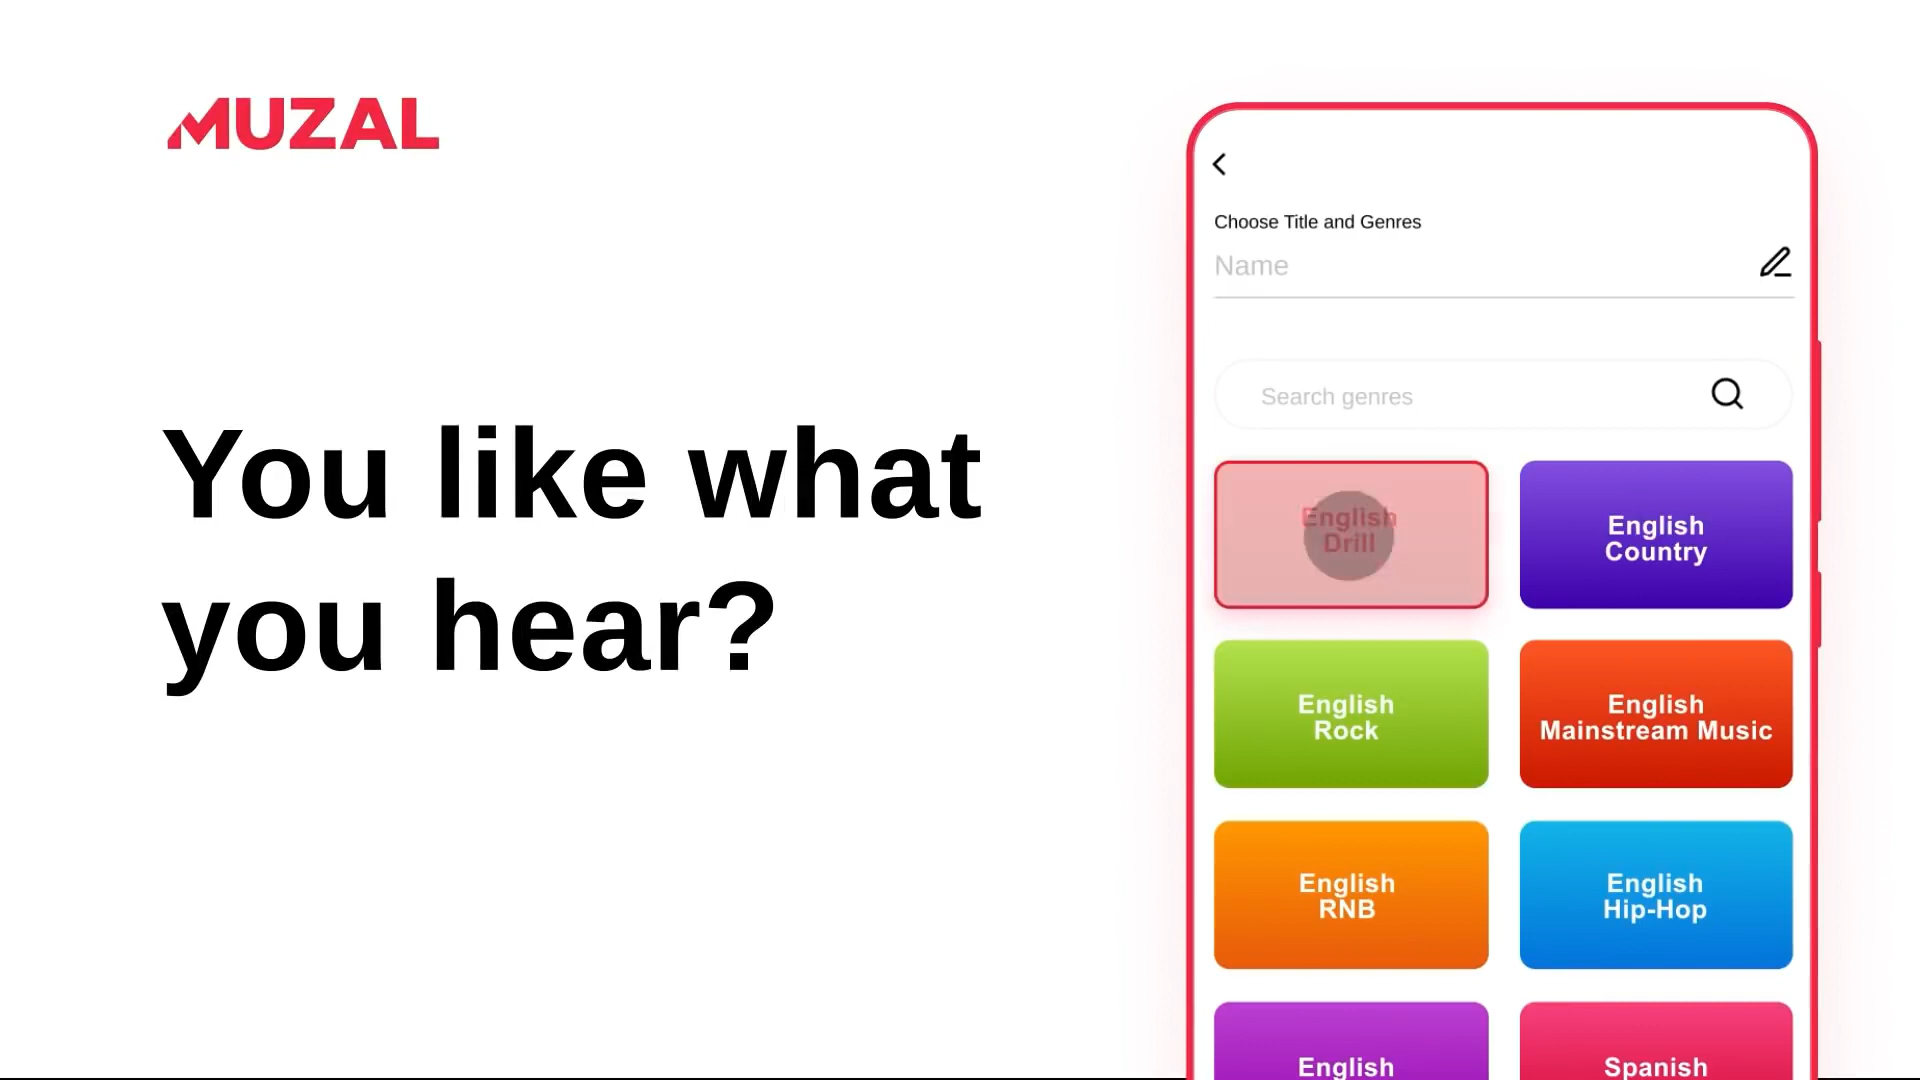 MUZAL
You like what
you hear?
Choose Title and Genres
Name
Search genres
English
Drill
English
Country
English
Rock
English
Mainstream Music
English
RNB
English
Hip-Hop
English
Spanish